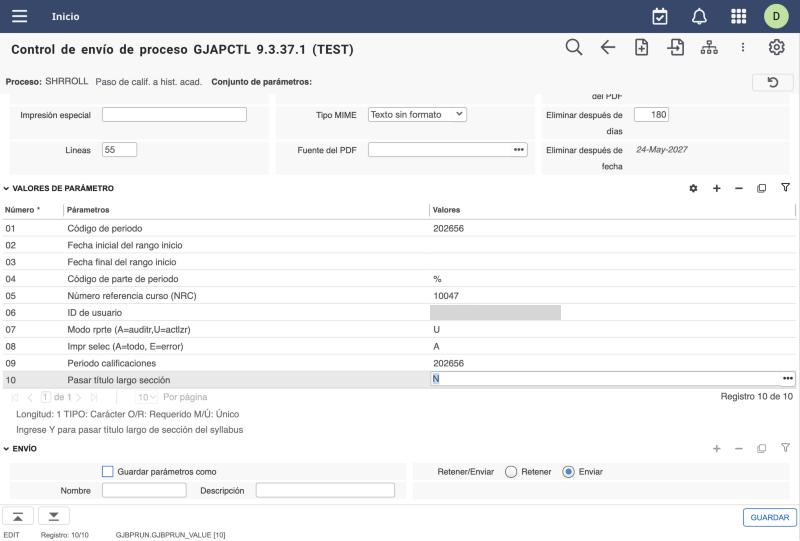 Inicio
D
Control de envío de proceso GJAPCTL 9.3.37.1 (TEST)
Proceso: SHRROLL Paso de calif. a hist. acad. Conjunto de parámetros:
del PDF
Impresión especial
Tipo MIME Texto sin formato
Eliminar después de días 180
Líneas 55
Fuente del PDF
Eliminar después de fecha 24-May-2027
VALORES DE PARÁMETRO
Número * Párametros Valores
01 Código de periodo 202656
02 Fecha inicial del rango inicio
03 Fecha final del rango inicio
04 Código de parte de periodo %
05 Número referencia curso (NRC) 10047
06 ID de usuario
07 Modo rprte (A=auditr,U=actlzr) U
08 Impr selec (A=todo, E=error) A
09 Periodo calificaciones 202656
10 Pasar título largo sección N
1 de 1 10 Por página Registro 10 de 10
Longitud: 1 TIPO: Carácter O/R: Requerido M/Ú: Único
Ingrese Y para pasar título largo de sección del syllabus
ENVÍO
Guardar parámetros como
Retener/Enviar Retener Enviar
Nombre Descripción
GUARDAR
EDIT Registro: 10/10 GJBPRUN.GJBPRUN_VALUE [10]